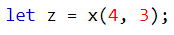 let z = x(4, 3);